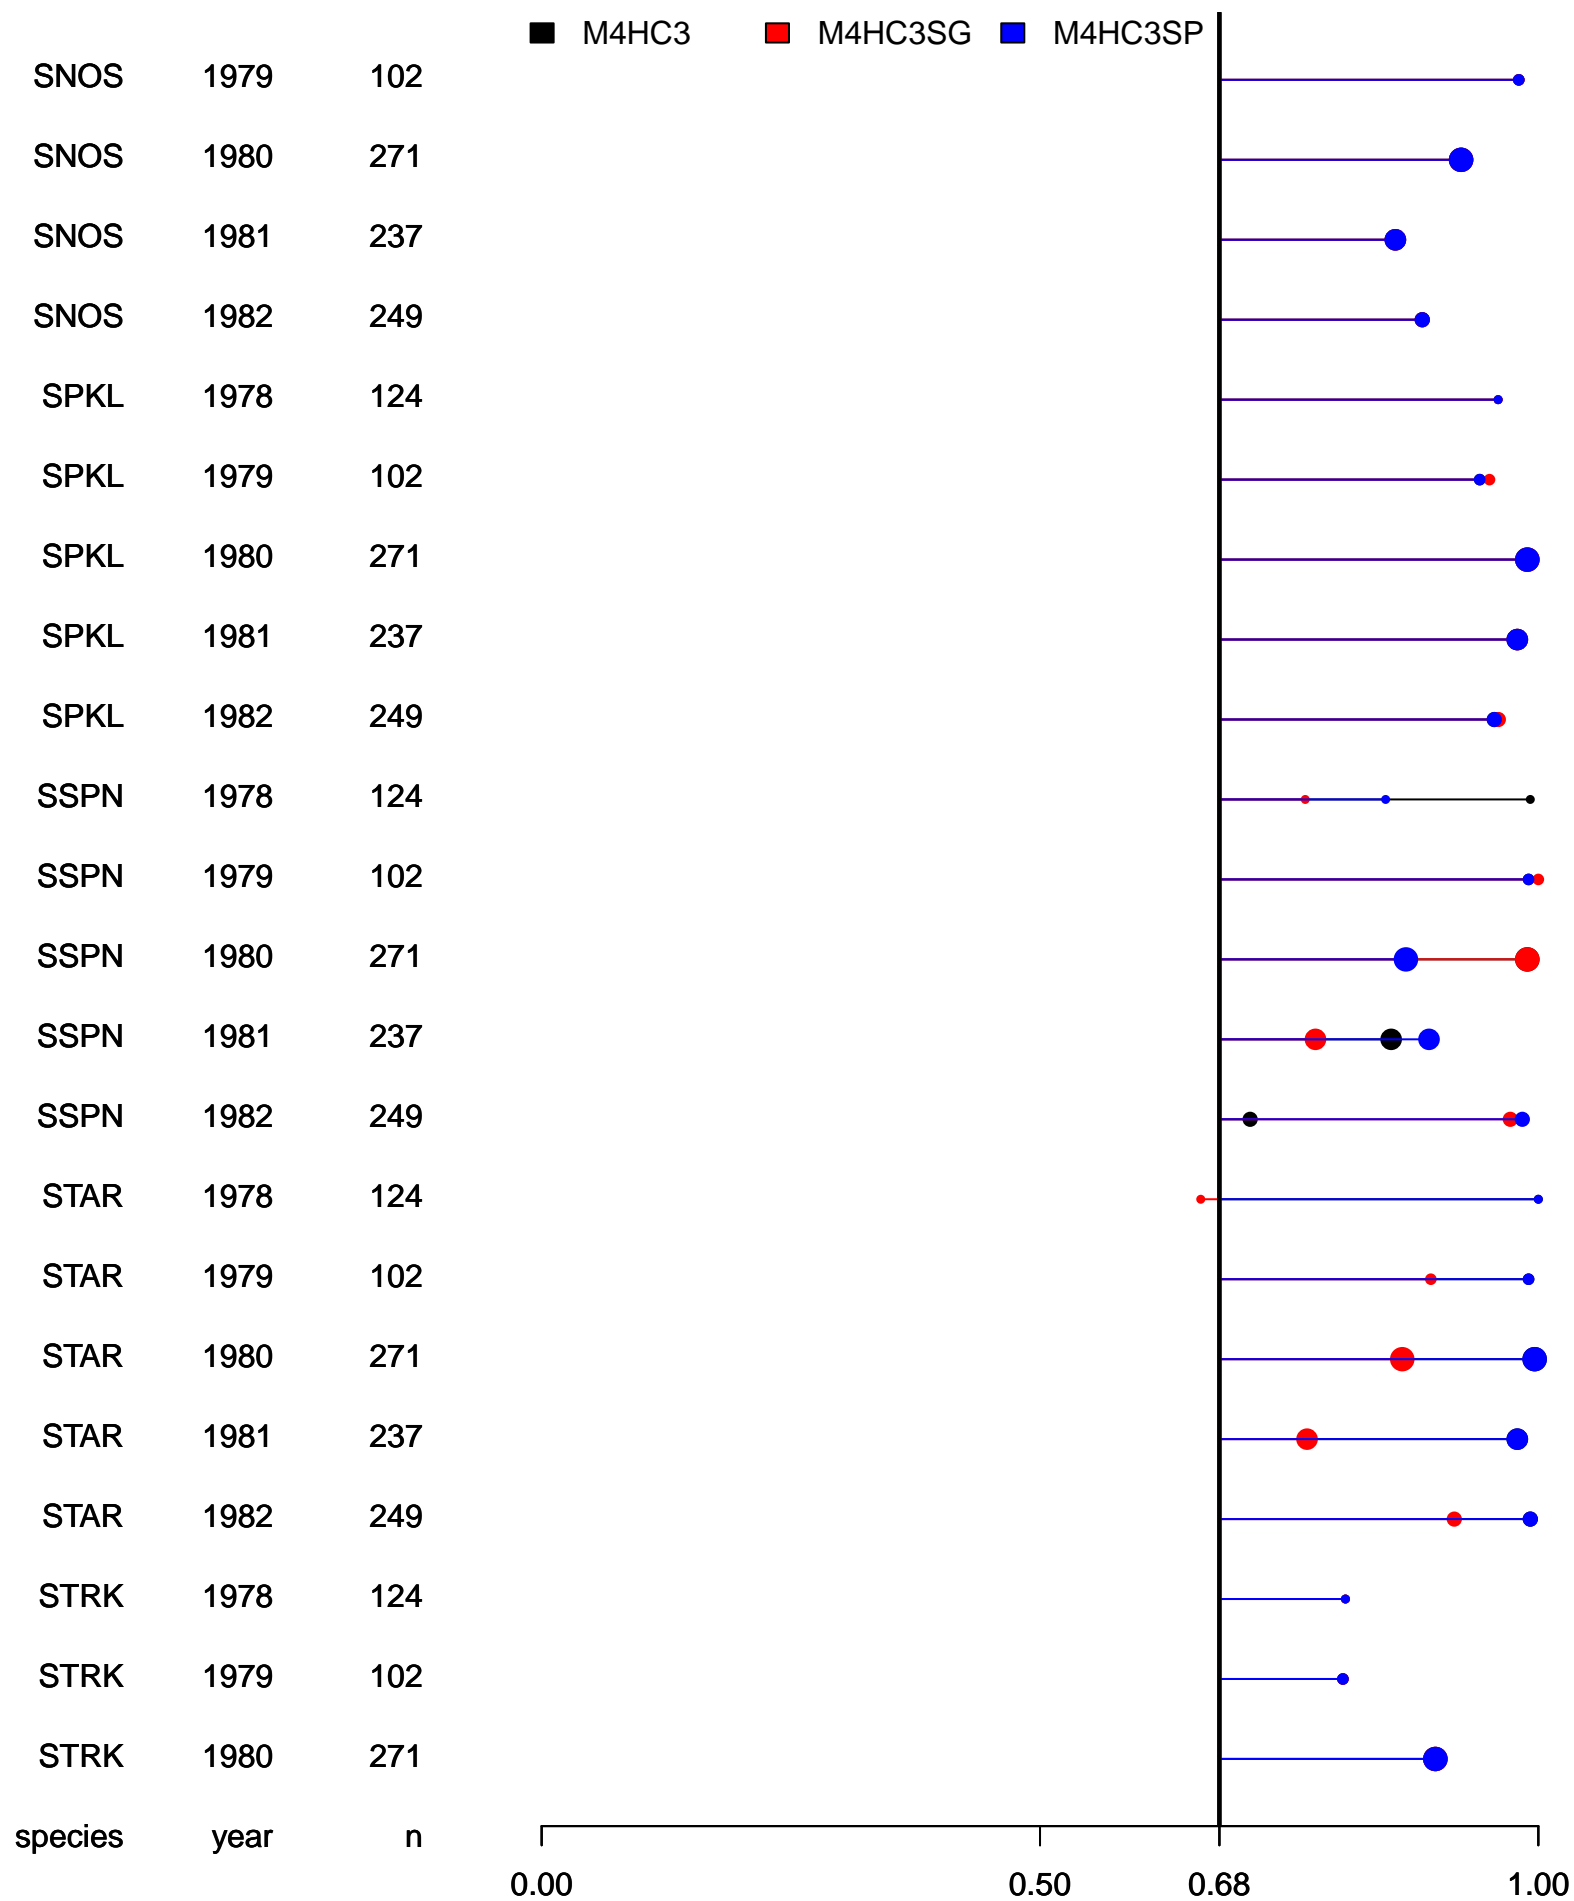 M4HC3 M4HC3SG M4HC3SP
SNOS 1979 102
SNOS 1980 271
SNOS 1981 237
SNOS 1982 249
SPKL 1978 124
SPKL 1979 102
SPKL 1980 271
SPKL 1981 237
SPKL 1982 249
SSPN 1978 124
SSPN 1979 102
SSPN 1980 271
SSPN 1981 237
SSPN 1982 249
STAR 1978 124
STAR 1979 102
STAR 1980 271
STAR 1981 237
STAR 1982 249
STRK 1978 124
STRK 1979 102
STRK 1980 271
species year n
0.00 0.50 0.68 1.00